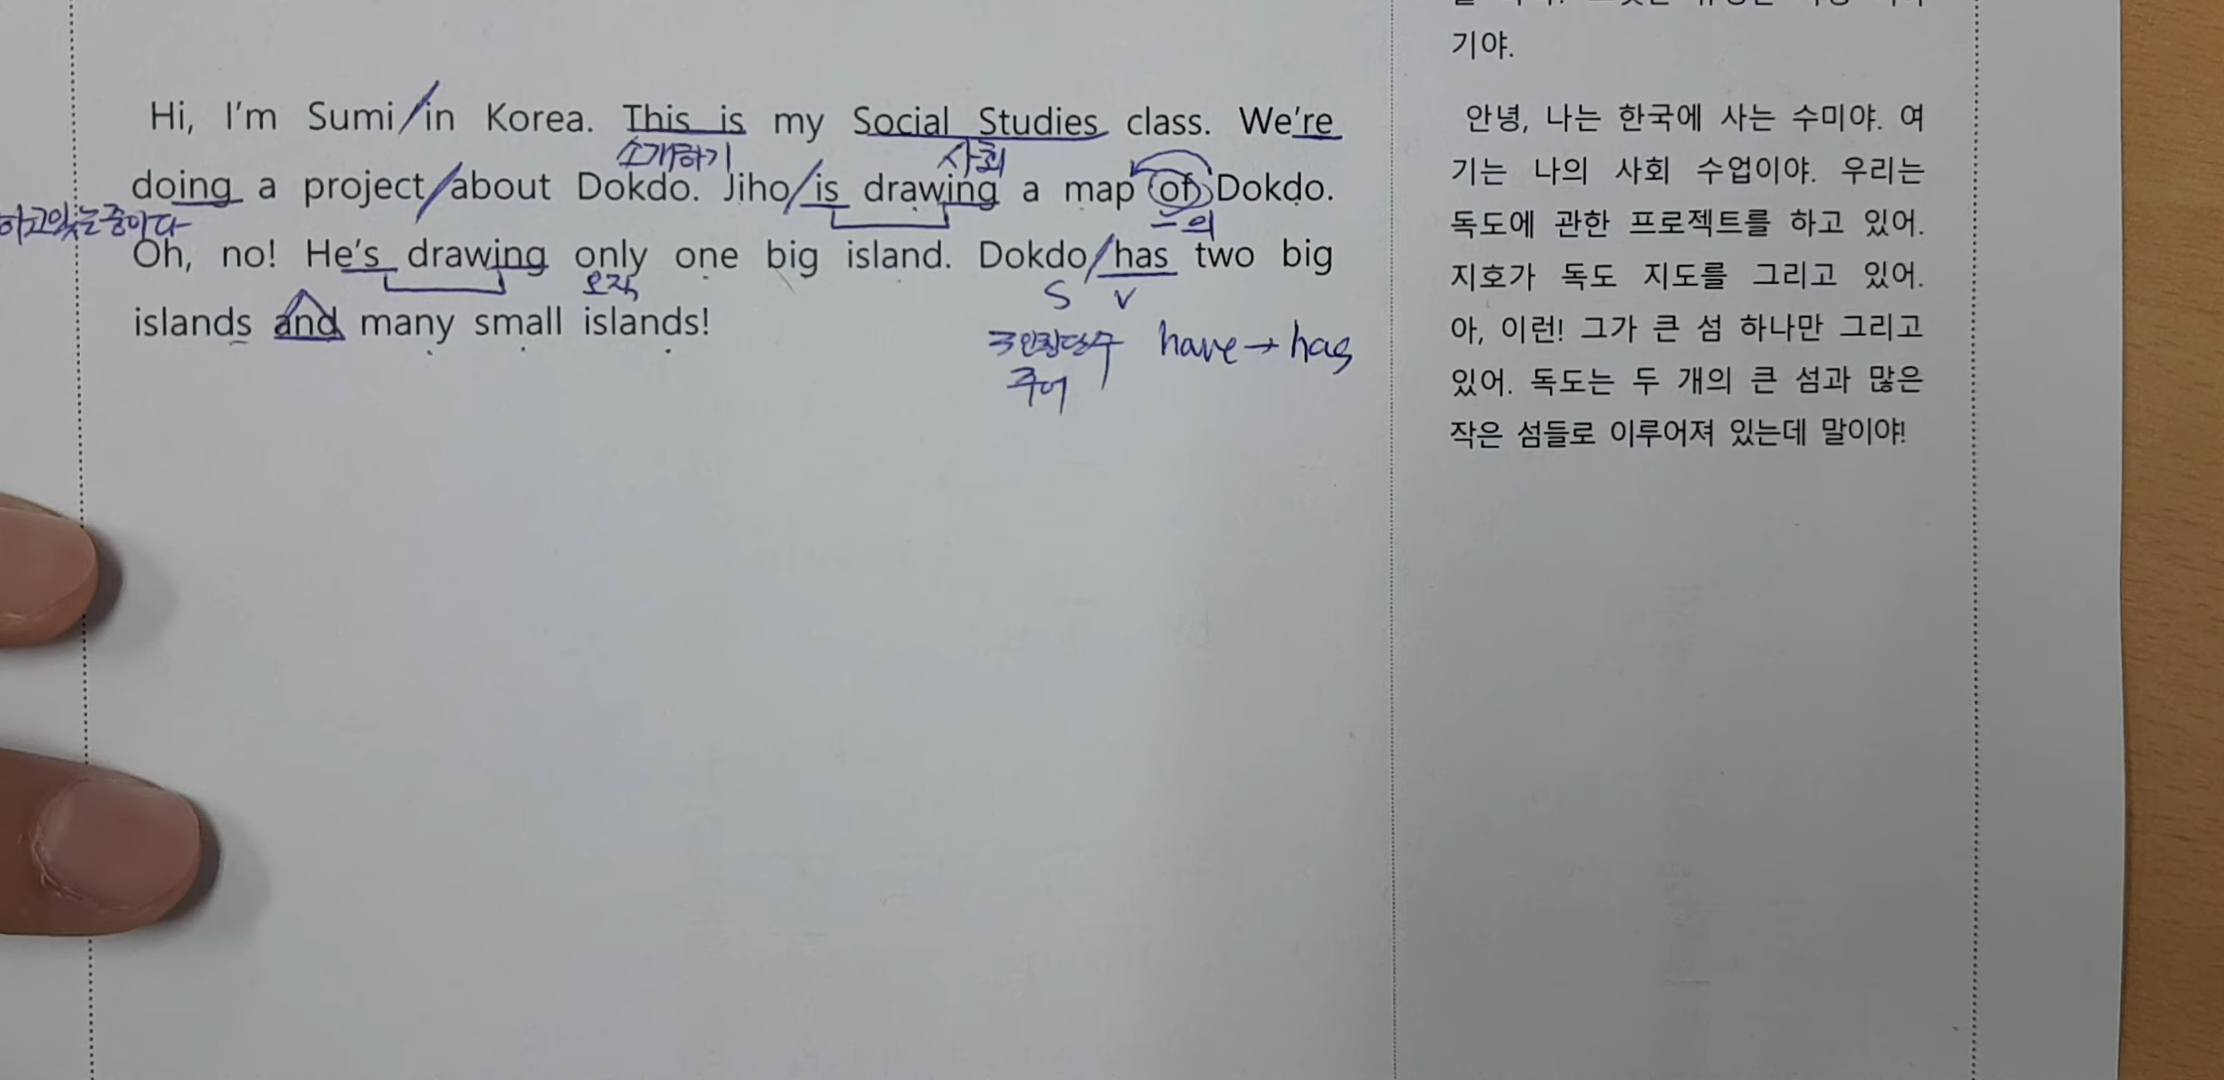 기야.
Hi, I'm Sumi/in Korea. This is my Social Studies class. We're
소개하기 사회
doing a project/about Dokdo. Jiho/is drawing a map of Dokdo.
하고있는중이다 ~의
Oh, no! He's drawing only one big island. Dokdo/has two big
오직 S V
islands and many small islands!
3인칭단수 have → has
주어
안녕, 나는 한국에 사는 수미야. 여
기는 나의 사회 수업이야. 우리는
독도에 관한 프로젝트를 하고 있어.
지호가 독도 지도를 그리고 있어.
아, 이런! 그가 큰 섬 하나만 그리고
있어. 독도는 두 개의 큰 섬과 많은
작은 섬들로 이루어져 있는데 말이야!